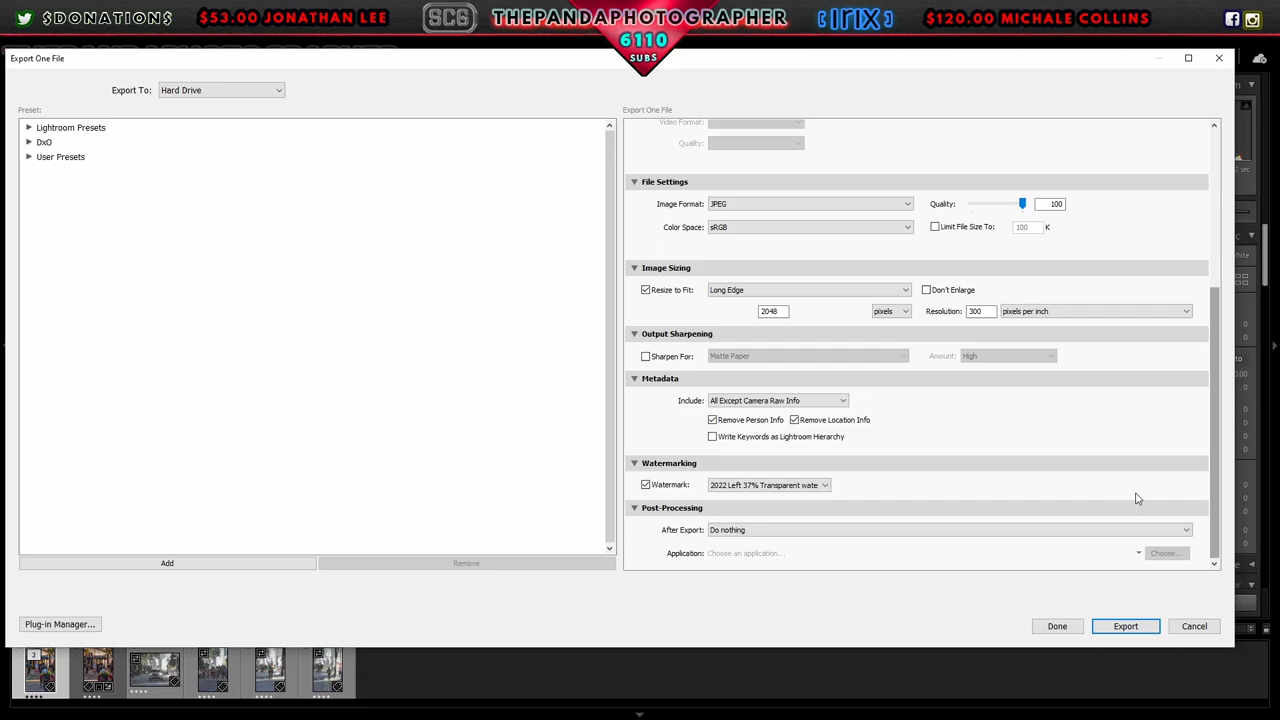 $DONATIONS
$53.00 JONATHAN LEE
SCG
THEPANDAPHOTOGRAPHER
irix
$120.00 MICHALE COLLINS
6110
SUBS
Export One File
Export To: Hard Drive
Preset:
Export One File
Lightroom Presets
DxO
User Presets
Video Format:
Quality:
File Settings
Image Format: JPEG Quality: 100
Color Space: sRGB Limit File Size To: 100 K
Image Sizing
Resize to Fit: Long Edge Don't Enlarge
2048 pixels Resolution: 300 pixels per inch
Output Sharpening
Sharpen For: Matte Paper Amount: High
Metadata
Include: All Except Camera Raw Info
Remove Person Info Remove Location Info
Write Keywords as Lightroom Hierarchy
Watermarking
Watermark: 2022 Left 37% Transparent wate
Post-Processing
After Export: Do nothing
Application: Choose an application... Choose...
Add Remove
Plug-in Manager... Done Export Cancel
2